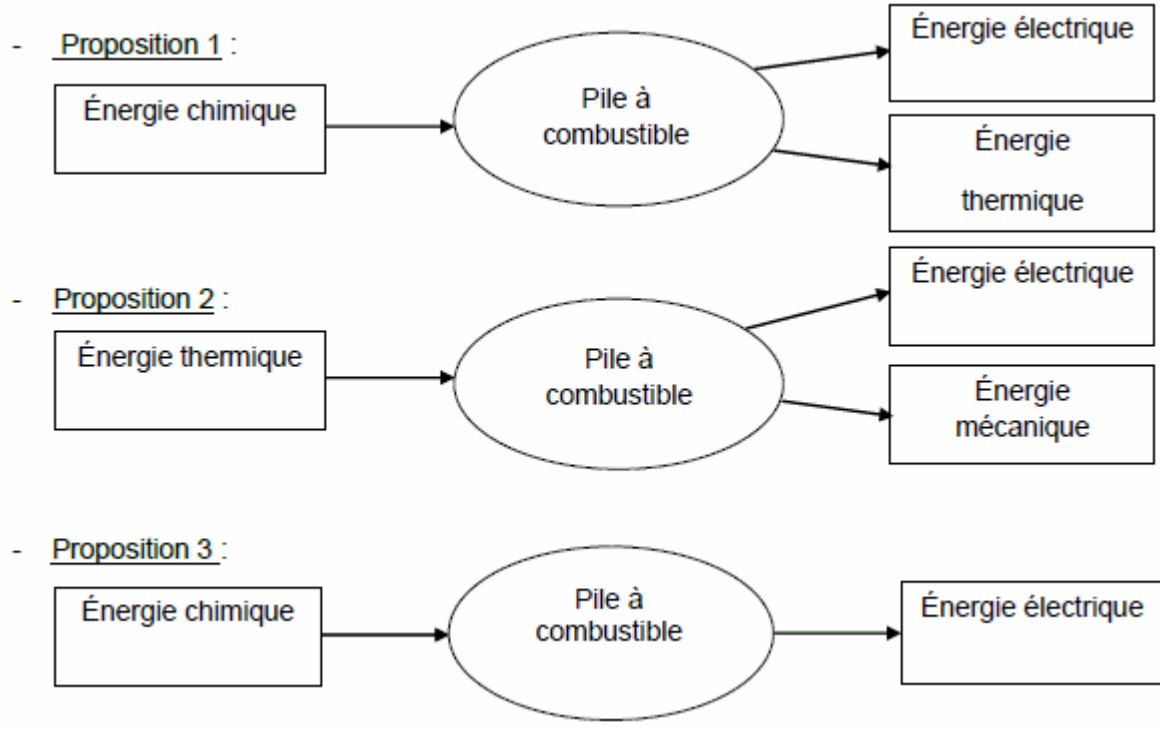 - Proposition 1 :
Énergie chimique
Pile à
combustible
Énergie électrique
Énergie
thermique
- Proposition 2 :
Énergie thermique
Pile à
combustible
Énergie électrique
Énergie
mécanique
- Proposition 3 :
Énergie chimique
Pile à
combustible
Énergie électrique